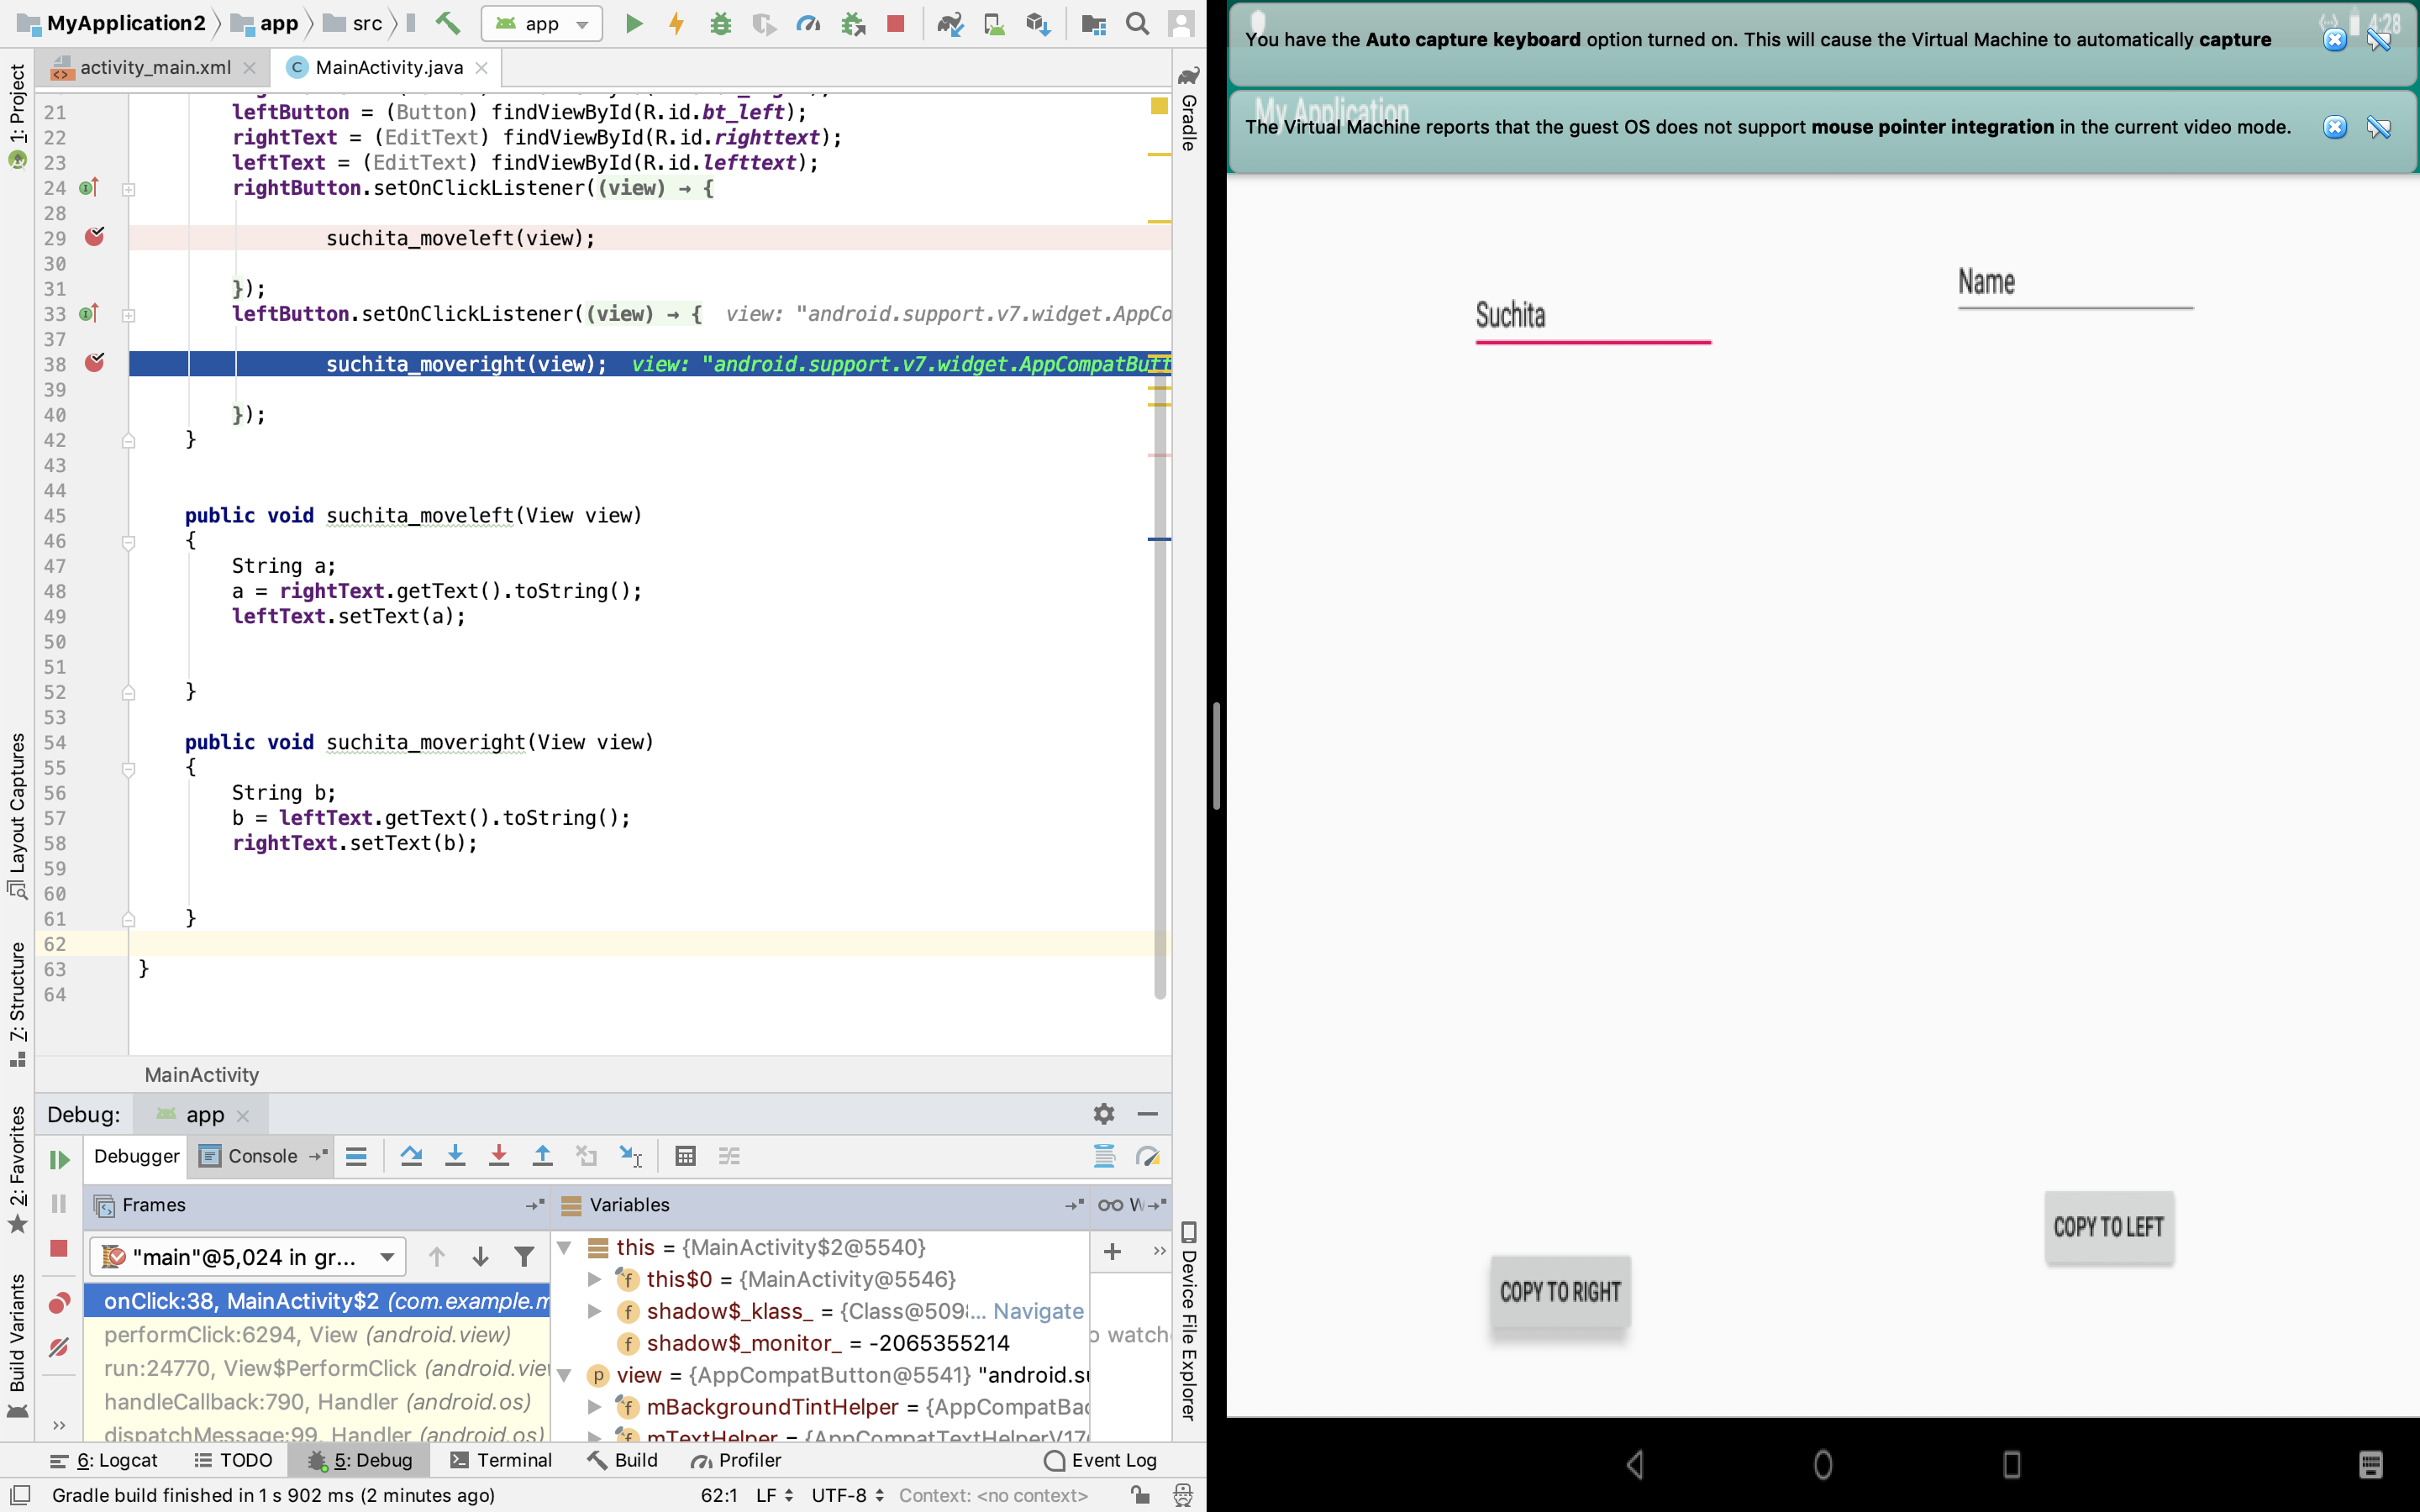 MyApplication2 app src app
activity_main.xml MainActivity.java
1: Project
Layout Captures
7: Structure
2: Favorites
Build Variants
21 leftButton = (Button) findViewById(R.id.bt_left);
22 rightText = (EditText) findViewById(R.id.righttext);
23 leftText = (EditText) findViewById(R.id.lefttext);
24 rightButton.setOnClickListener((view) → {
28
29 suchita_moveleft(view);
30
31 });
33 leftButton.setOnClickListener((view) → { view: "android.support.v7.widget.AppCo
37
38 suchita_moveright(view); view: "android.support.v7.widget.AppCompatButt
39
40 });
42 }
43
44
45 public void suchita_moveleft(View view)
46 {
47 String a;
48 a = rightText.getText().toString();
49 leftText.setText(a);
50
51
52 }
53
54 public void suchita_moveright(View view)
55 {
56 String b;
57 b = leftText.getText().toString();
58 rightText.setText(b);
59
60
61 }
62
63 }
64
MainActivity
Gradle
Device File Explorer
Debug: app
Debugger Console
Frames
"main"@5,024 in gr...
onClick:38, MainActivity$2 (com.example.m
performClick:6294, View (android.view)
run:24770, View$PerformClick (android.vie
handleCallback:790, Handler (android.os)
dispatchMessage:99, Handler (android.os)
Variables
this = {MainActivity$2@5540}
this$0 = {MainActivity@5546}
shadow$_klass_ = {Class@509... Navigate
shadow$_monitor_ = -2065355214
view = {AppCompatButton@5541} "android.su
mBackgroundTintHelper = {AppCompatBac
mTextHelper = {AppCompatTextHelperV17
W
o watch
6: Logcat TODO 5: Debug Terminal Build Profiler Event Log
Gradle build finished in 1 s 902 ms (2 minutes ago) 62:1 LF UTF-8 Context: <no context>
4:28
You have the Auto capture keyboard option turned on. This will cause the Virtual Machine to automatically capture
My Application
The Virtual Machine reports that the guest OS does not support mouse pointer integration in the current video mode.
Name
Suchita
COPY TO LEFT
COPY TO RIGHT